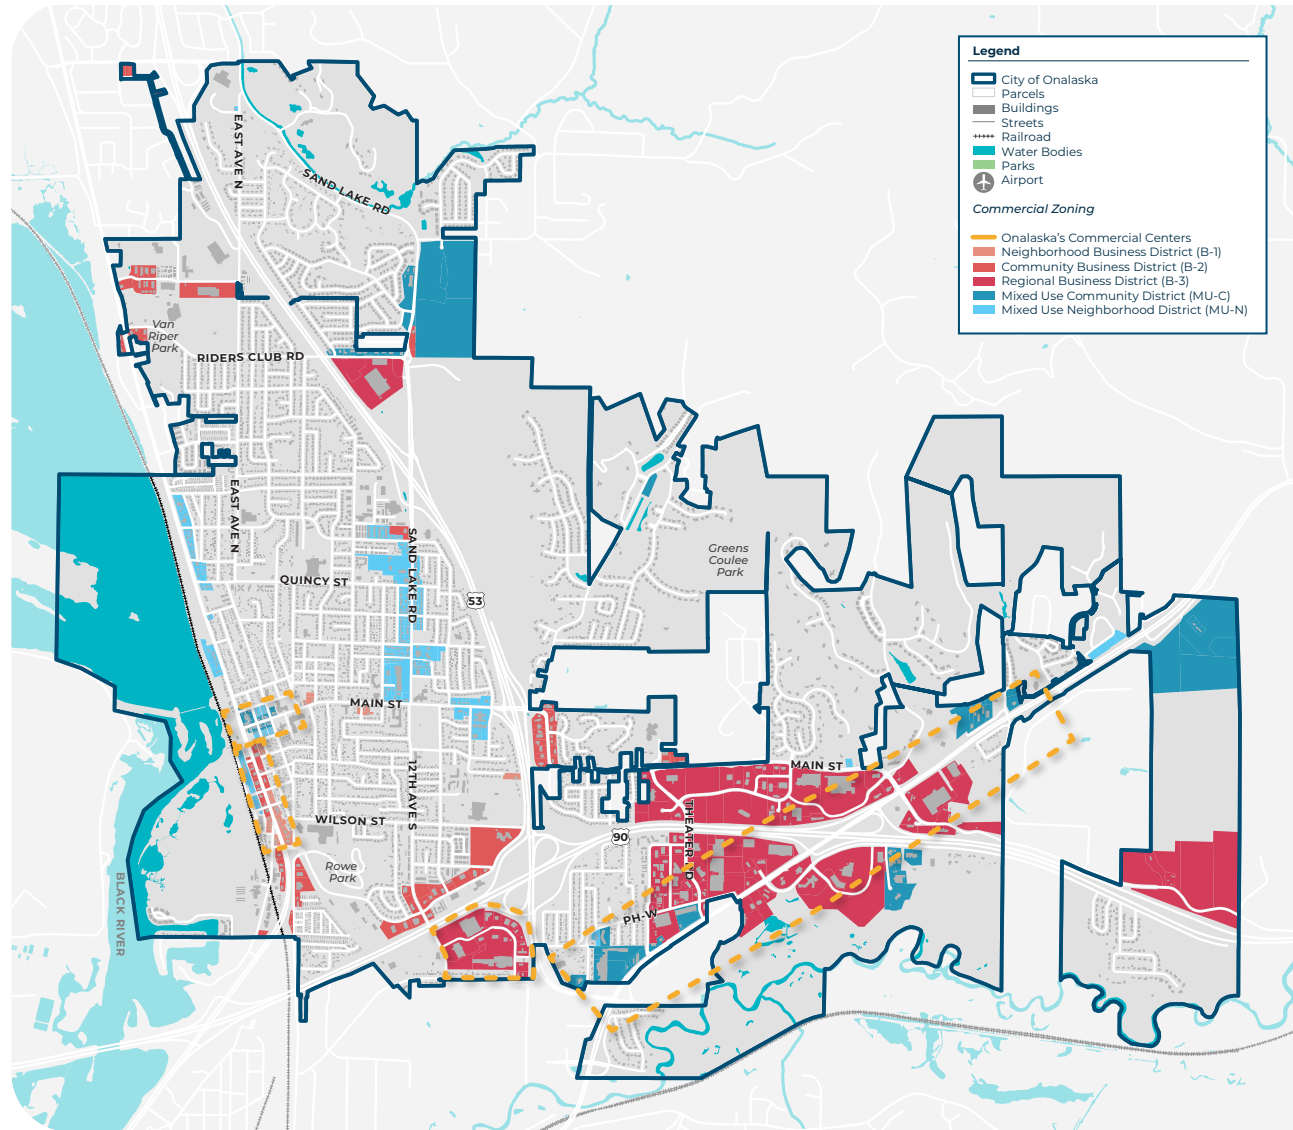 Legend
City of Onalaska
Parcels
Buildings
Streets
Railroad
Water Bodies
Parks
Airport
Commercial Zoning
Onalaska's Commercial Centers
Neighborhood Business District (B-1)
Community Business District (B-2)
Regional Business District (B-3)
Mixed Use Community District (MU-C)
Mixed Use Neighborhood District (MU-N)
EAST AVE N
SAND LAKE RD
Van
Riper
Park
RIDERS CLUB RD
EAST AVE N
SAND LAKE RD
QUINCY ST
53
Greens
Coulee
Park
MAIN ST
MAIN ST
12TH AVE S
WILSON ST
90
THEATER RD
Rowe
Park
PH-W
BLACK RIVER